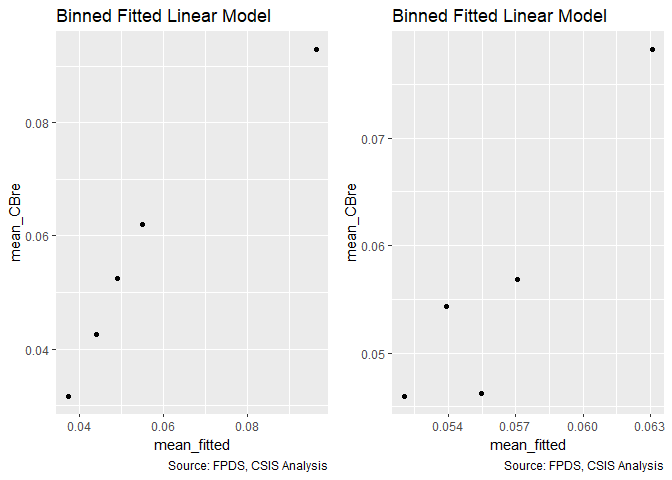 Binned Fitted Linear Model
mean_CBre
0.08
0.06
0.04
0.04 0.06 0.08
mean_fitted
Source: FPDS, CSIS Analysis
Binned Fitted Linear Model
mean_CBre
0.07
0.06
0.05
0.054 0.057 0.060 0.063
mean_fitted
Source: FPDS, CSIS Analysis